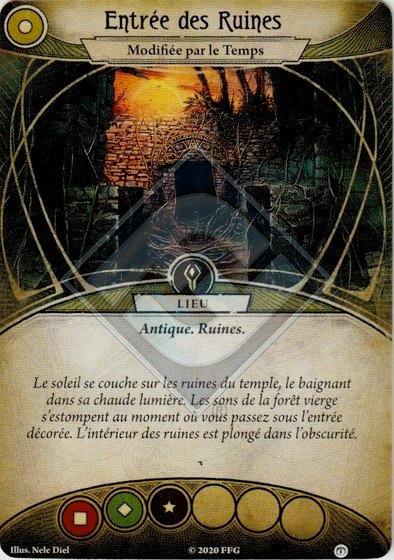 Entrée des Ruines
Modifiée par le Temps
LIEU
Antique. Ruines.
Le soleil se couche sur les ruines du temple, le baignant
dans sa chaude lumière. Les sons de la forêt vierge
s'estompent au moment où vous passez sous l'entrée
décorée. L'intérieur des ruines est plongé dans l'obscurité.
Illus. Nele Diel
© 2020 FFG